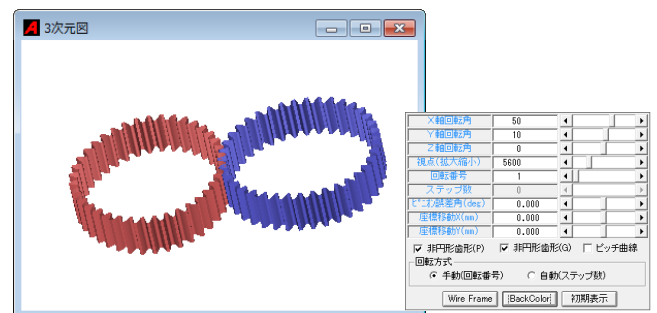 3次元図
X軸回転角 50
Y軸回転角 10
Z軸回転角 0
視点(拡大縮小) 5600
回転番号 1
ステップ数 0
ピニオン誤差角(deg) 0.000
座標移動X(mm) 0.000
座標移動Y(mm) 0.000
非円形歯形(P) 非円形歯形(G) ピッチ曲線
回転方式
手動(回転番号) 自動(ステップ数)
Wire Frame BackColor 初期表示